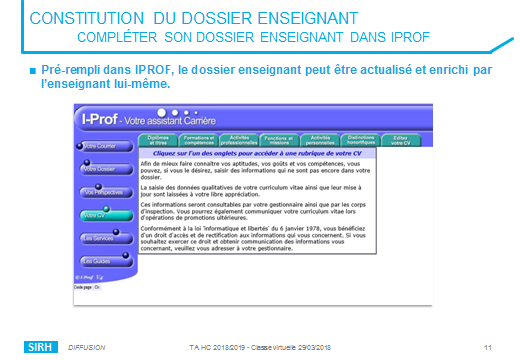 CONSTITUTION DU DOSSIER ENSEIGNANT
COMPLÉTER SON DOSSIER ENSEIGNANT DANS IPROF
Pré-rempli dans IPROF, le dossier enseignant peut être actualisé et enrichi par
l'enseignant lui-même.
I-Prof - Votre assistant Carrière
Diplômes et titres
Formations et compétences
Activités professionnelles
Fonctions et missions
Activités personnelles
Distinctions honorifiques
Editez votre CV
Votre Courrier
Votre Dossier
Vos Perspectives
Votre CV
Les Services
Les Guides
Cliquez sur l'un des onglets pour accéder à une rubrique de votre CV
Afin de mieux faire connaître vos aptitudes, vos goûts et vos compétences, vous
pouvez, si vous le désirez, saisir des informations qui ne sont pas encore dans votre
dossier.
La saisie des données qualitatives de votre curriculum vitae ainsi que leur mise à
jour sont laissées à votre libre appréciation.
Ces informations seront consultables par votre gestionnaire ainsi que par les corps
d'inspection. Vous pourrez également communiquer votre curriculum vitae lors
d'opérations de promotions ultérieures.
Conformément à la loi 'informatique et libertés' du 6 janvier 1978, vous bénéficiez
d'un droit d'accès et de rectification aux informations qui vous concernent. Si vous
souhaitez exercer ce droit et obtenir communication des informations vous
concernant, veuillez vous adresser à votre gestionnaire.
SIRH
DIFFUSION
TA HC 2018/2019 - Classe virtuelle 29/03/2018
11